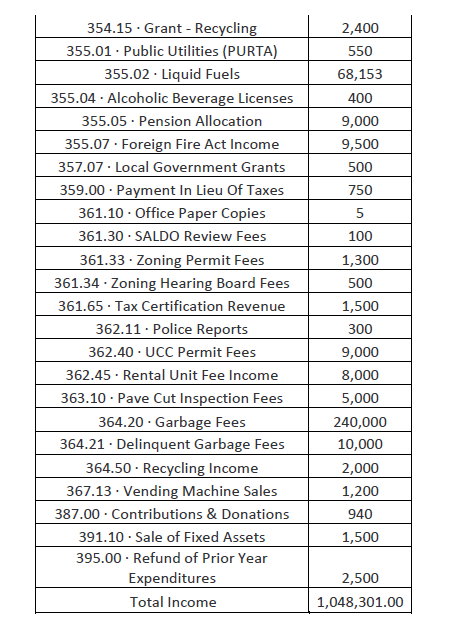 354.15 · Grant - Recycling 2,400
355.01 · Public Utilities (PURTA) 550
355.02 · Liquid Fuels 68,153
355.04 · Alcoholic Beverage Licenses 400
355.05 · Pension Allocation 9,000
355.07 · Foreign Fire Act Income 9,500
357.07 · Local Government Grants 500
359.00 · Payment In Lieu Of Taxes 750
361.10 · Office Paper Copies 5
361.30 · SALDO Review Fees 100
361.33 · Zoning Permit Fees 1,300
361.34 · Zoning Hearing Board Fees 500
361.65 · Tax Certification Revenue 1,500
362.11 · Police Reports 300
362.40 · UCC Permit Fees 9,000
362.45 · Rental Unit Fee Income 8,000
363.10 · Pave Cut Inspection Fees 5,000
364.20 · Garbage Fees 240,000
364.21 · Delinquent Garbage Fees 10,000
364.50 · Recycling Income 2,000
367.13 · Vending Machine Sales 1,200
387.00 · Contributions & Donations 940
391.10 · Sale of Fixed Assets 1,500
395.00 · Refund of Prior Year
Expenditures 2,500
Total Income 1,048,301.00